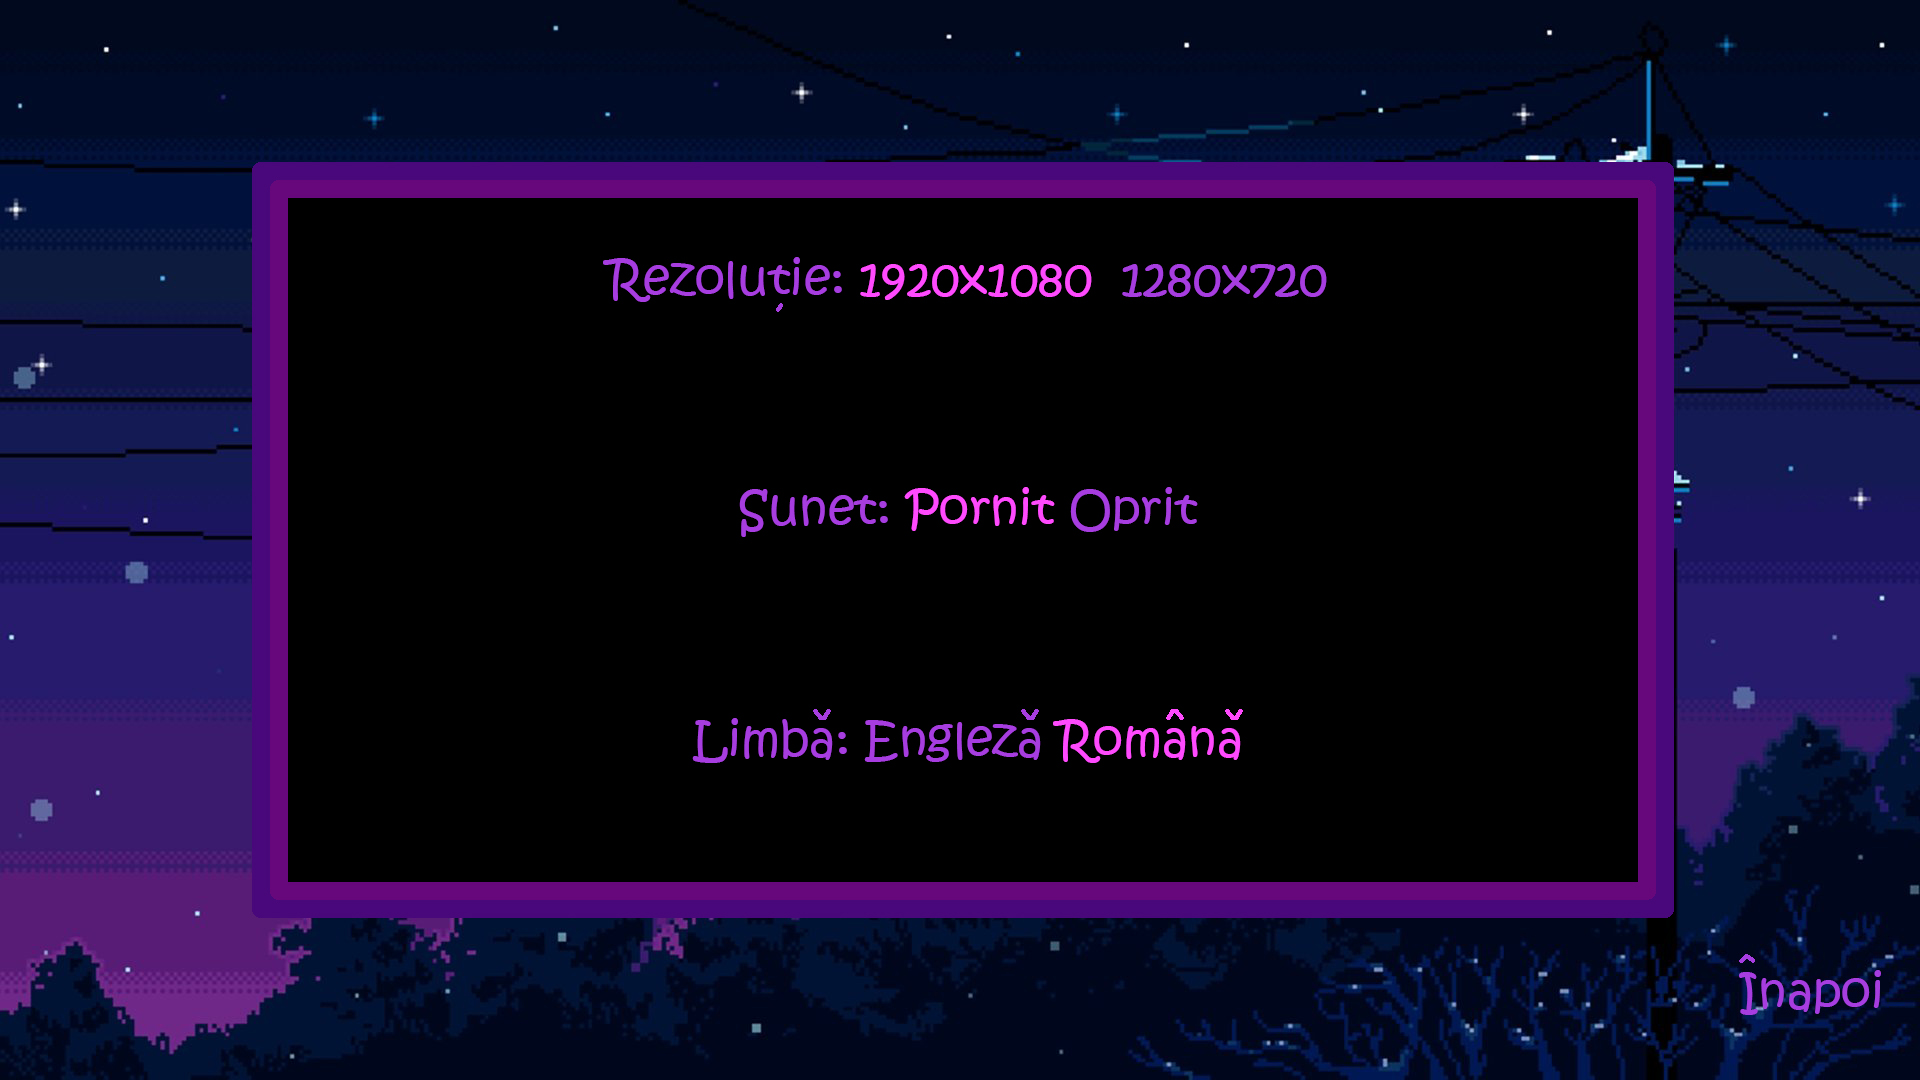 Rezoluție: 1920x1080 1280x720
Sunet: Pornit Oprit
Limbă: Engleză Română
Înapoi